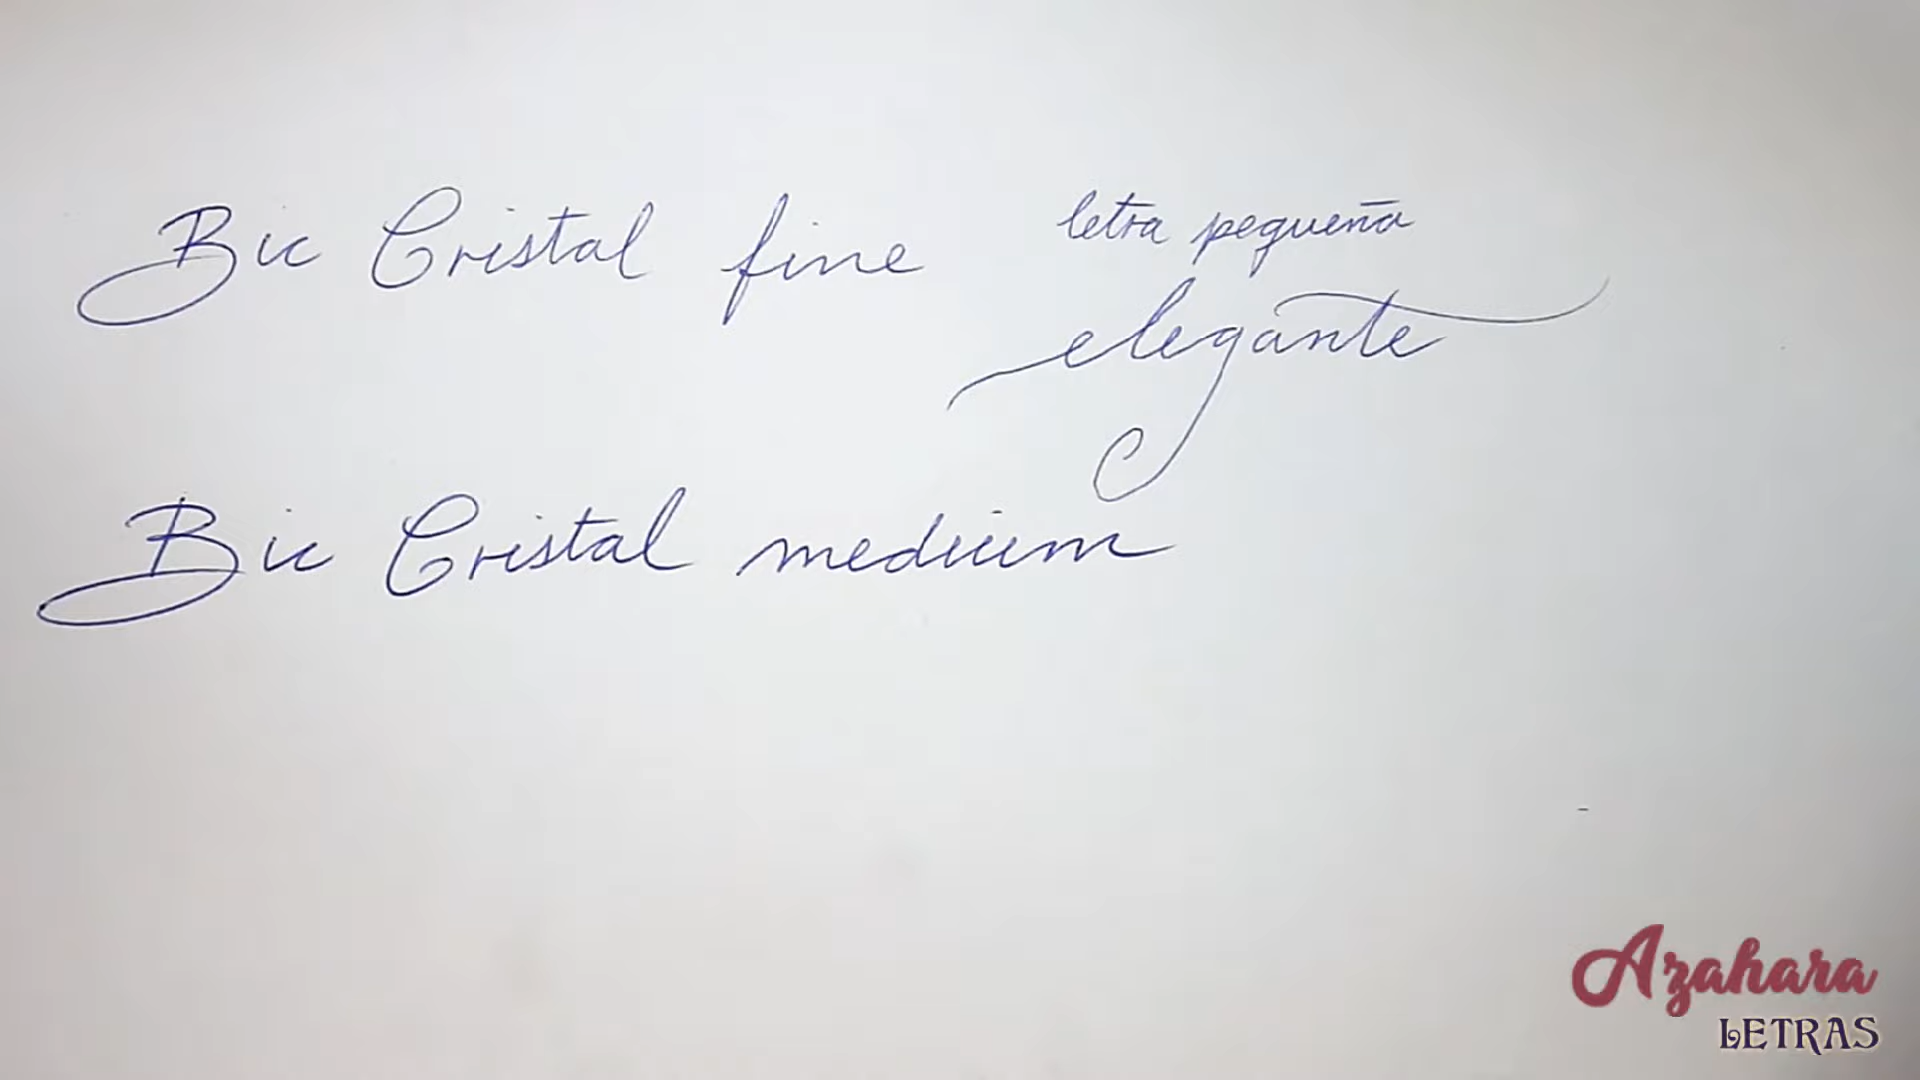 Bic Cristal fine
letra pequeña
elegante
Bic Cristal medium
Azahara
LETRAS